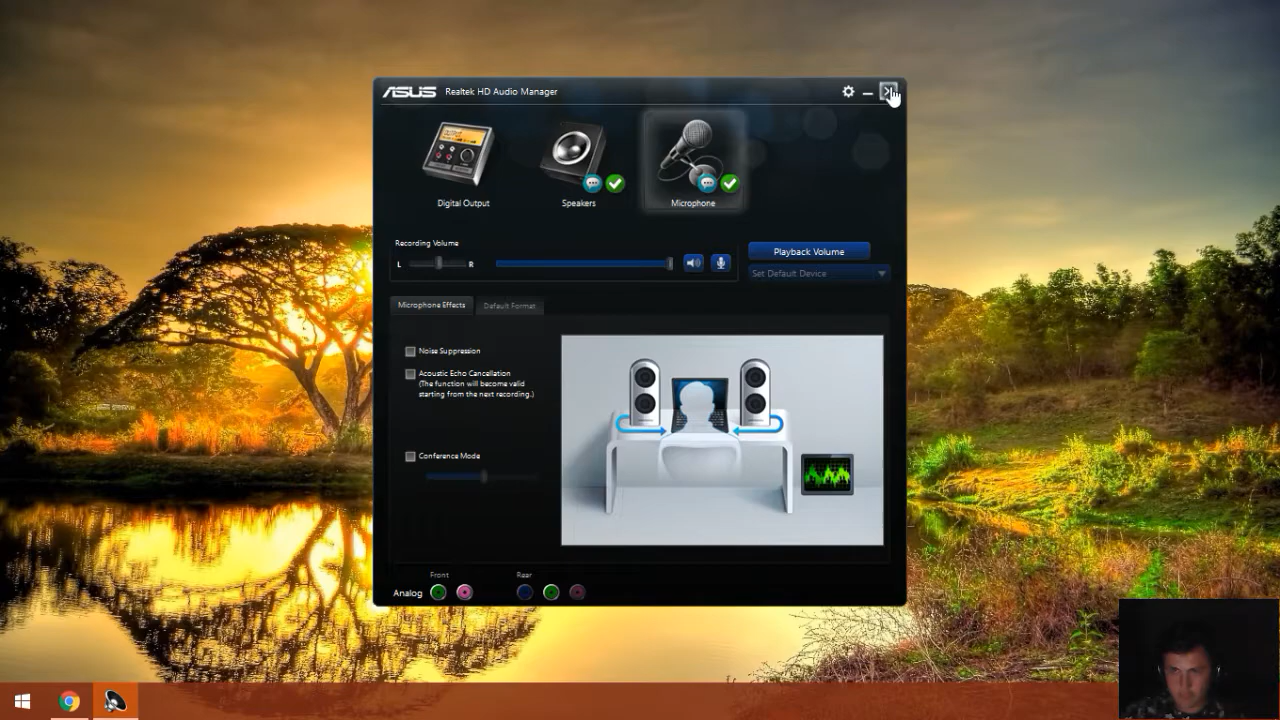 ASUS Realtek HD Audio Manager
OUTPUT
Digital Output
Speakers
Microphone
Recording Volume
L
R
Playback Volume
Set Default Device
Microphone Effects
Default Format
Noise Suppression
Acoustic Echo Cancellation
(The function will become valid
starting from the next recording.)
Conference Mode
Front
Rear
Analog